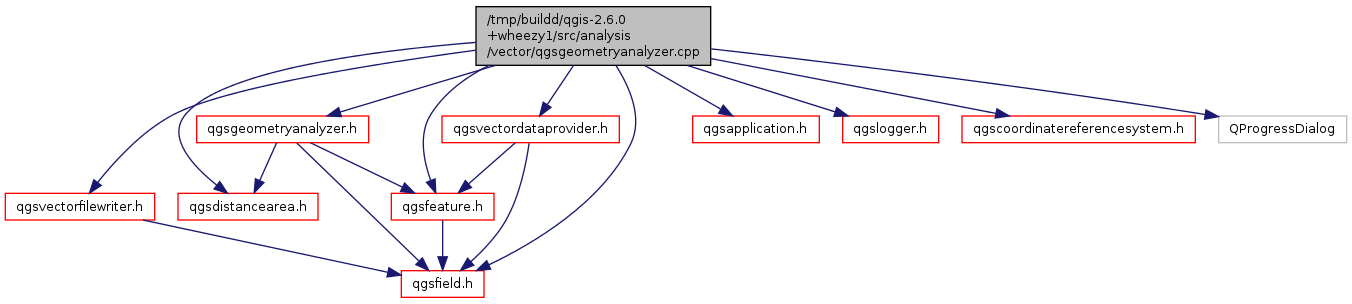 /tmp/buildd/qgis-2.6.0
+wheezy1/src/analysis
/vector/qgsgeometryanalyzer.cpp
qgsgeometryanalyzer.h
qgsvectordataprovider.h
qgsapplication.h
qgslogger.h
qgscoordinatereferencesystem.h
QProgressDialog
qgsvectorfilewriter.h
qgsdistancearea.h
qgsfeature.h
qgsfield.h